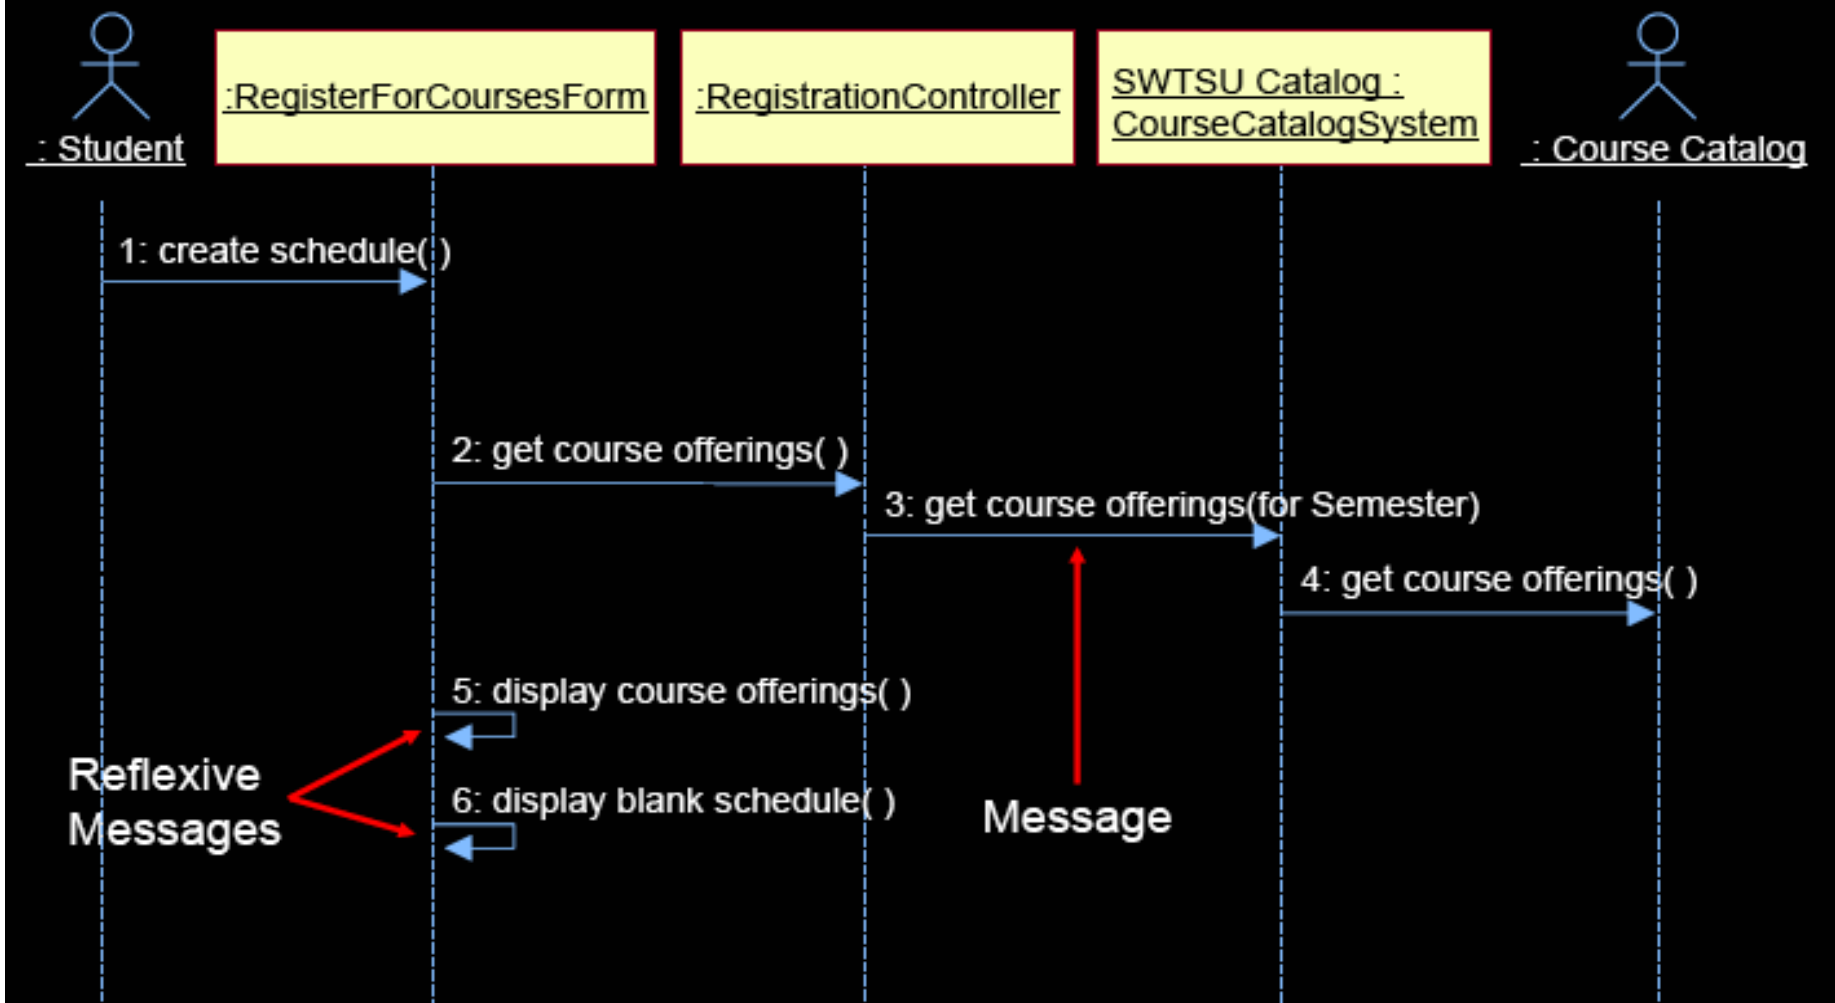 : Student
:RegisterForCoursesForm
:RegistrationController
SWTSU Catalog :
CourseCatalogSystem
: Course Catalog
1: create schedule( )
2: get course offerings( )
3: get course offerings(for Semester)
4: get course offerings( )
5: display course offerings( )
6: display blank schedule( )
Reflexive
Messages
Message